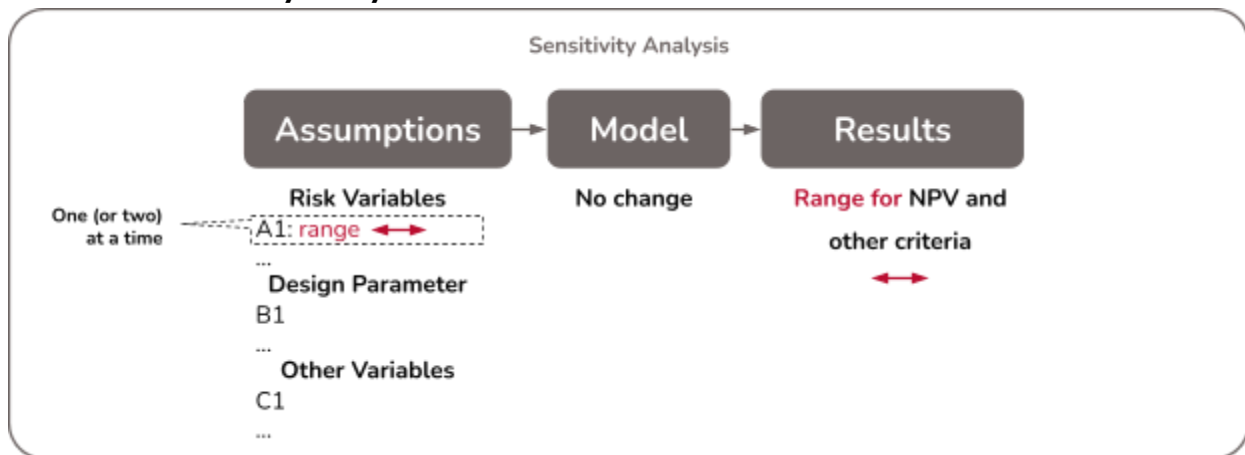 Sensitivity Analysis
Assumptions
Model
Results
Risk Variables
No change
Range for NPV and
other criteria
One (or two)
at a time
A1: range
...
Design Parameter
B1
...
Other Variables
C1
...